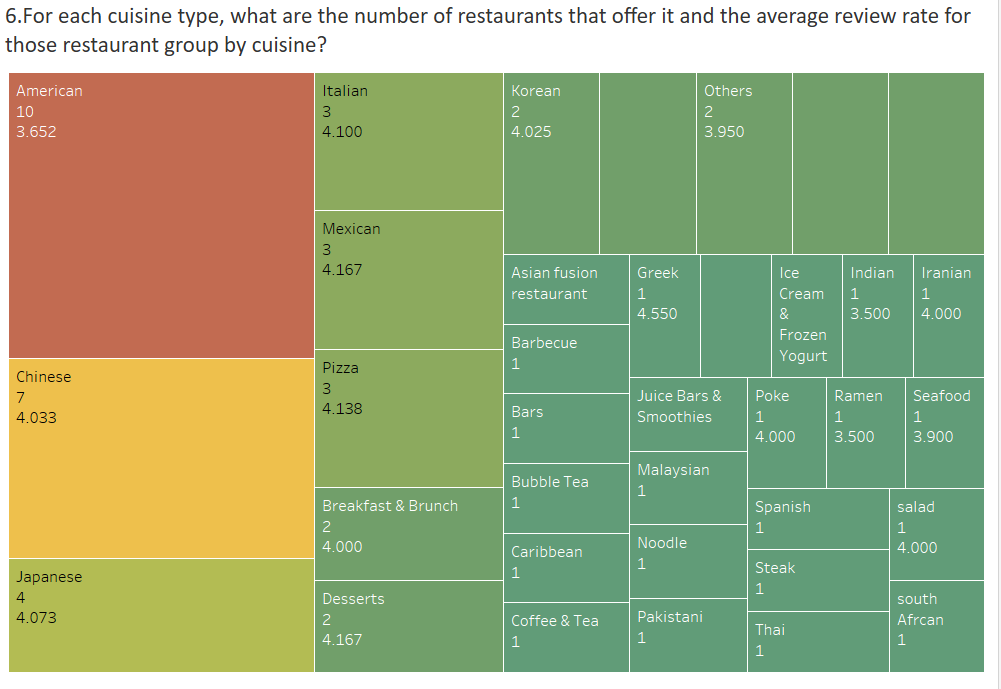 6.For each cuisine type, what are the number of restaurants that offer it and the average review rate for
those restaurant group by cuisine?
American
10
3.652
Chinese
7
4.033
Japanese
4
4.073
Italian
3
4.100
Mexican
3
4.167
Pizza
3
4.138
Breakfast & Brunch
2
4.000
Desserts
2
4.167
Korean
2
4.025
Others
2
3.950
Asian fusion
restaurant
Barbecue
1
Bars
1
Bubble Tea
1
Caribbean
1
Coffee & Tea
1
Greek
1
4.550
Ice
Cream
&
Frozen
Yogurt
Indian
1
3.500
Iranian
1
4.000
Juice Bars &
Smoothies
Malaysian
1
Noodle
1
Pakistani
1
Poke
1
4.000
Ramen
1
3.500
Seafood
1
3.900
Spanish
1
Steak
1
Thai
1
salad
1
4.000
south
Afrcan
1